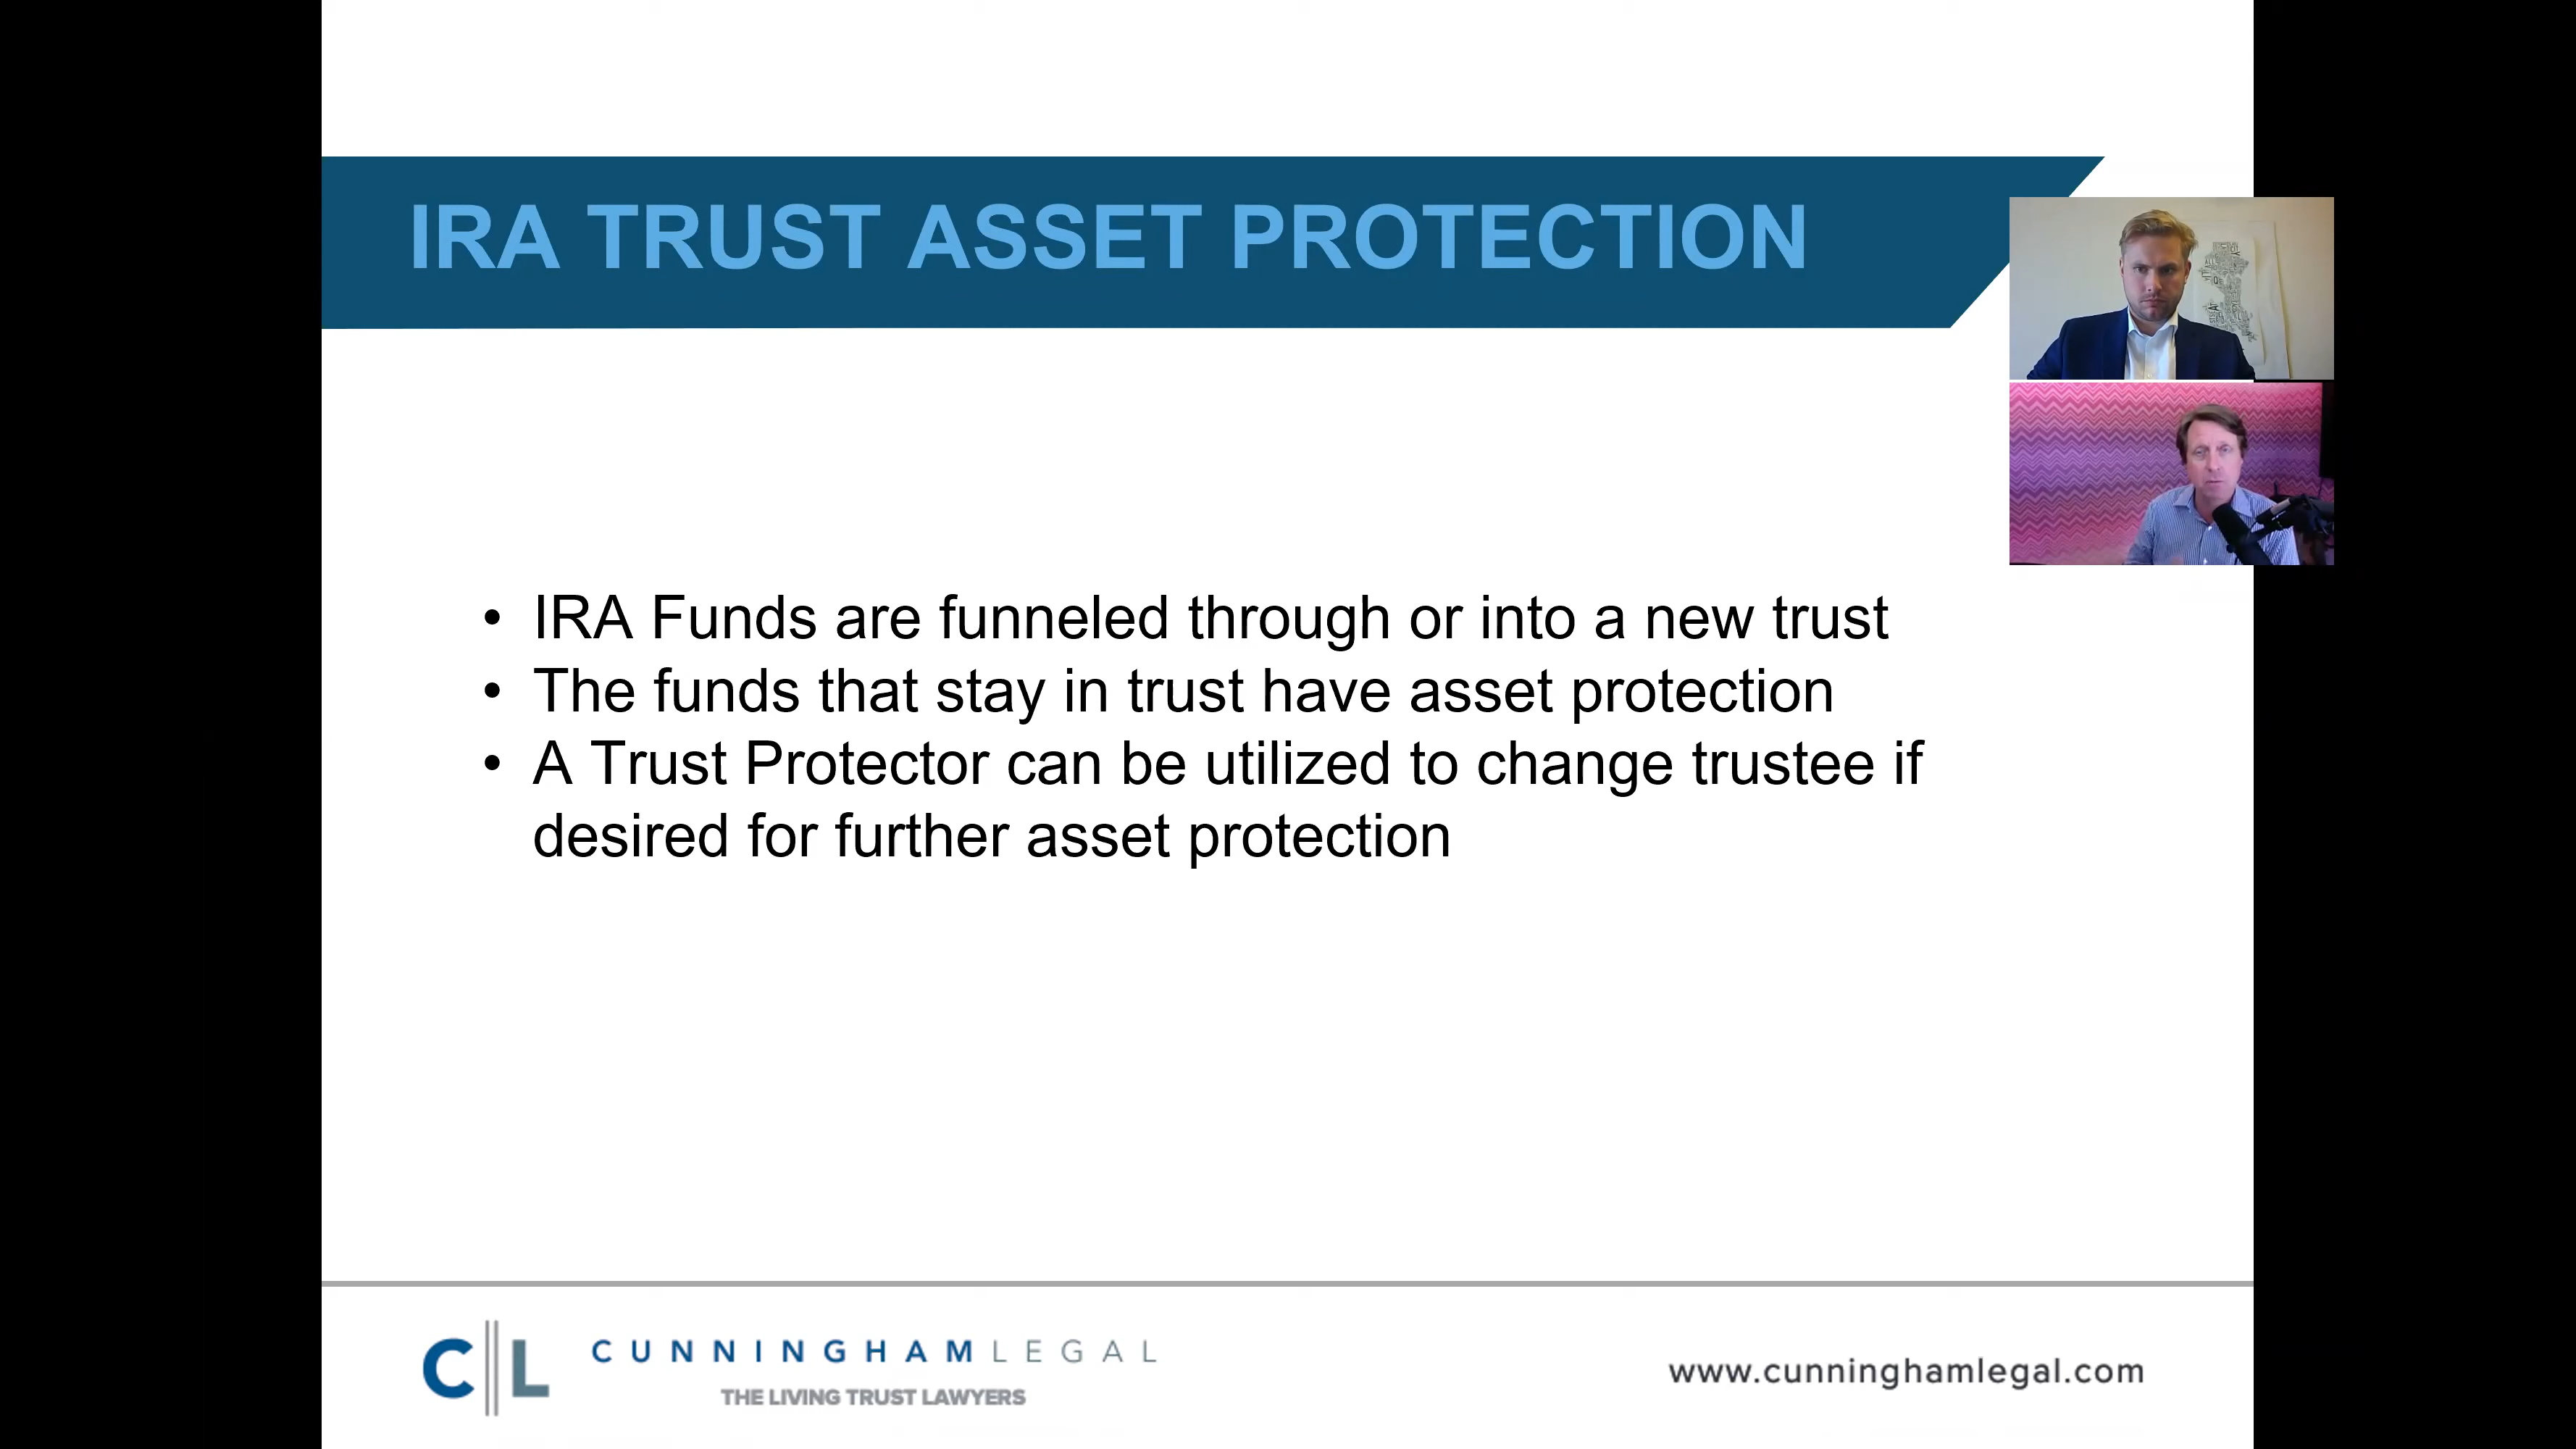 IRA TRUST ASSET PROTECTION
• IRA Funds are funneled through or into a new trust
• The funds that stay in trust have asset protection
• A Trust Protector can be utilized to change trustee if
desired for further asset protection
C L
CUNNINGHAMLEGAL
THE LIVING TRUST LAWYERS
www.cunninghamlegal.com